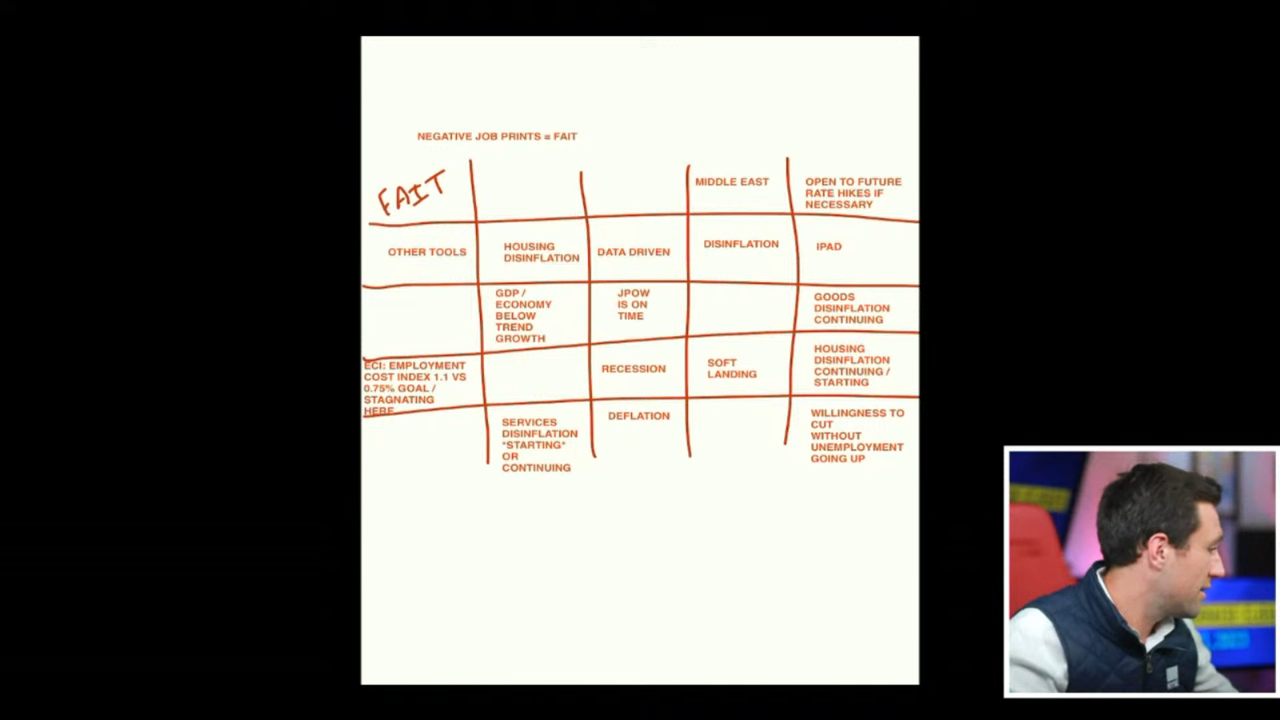 NEGATIVE JOB PRINTS = FAIT
FAIT
MIDDLE EAST
OPEN TO FUTURE
RATE HIKES IF
NECESSARY
OTHER TOOLS
HOUSING
DISINFLATION
DATA DRIVEN
DISINFLATION
IPAD
GDP /
ECONOMY
BELOW
TREND
GROWTH
JPOW
IS ON
TIME
GOODS
DISINFLATION
CONTINUING
ECI: EMPLOYMENT
COST INDEX 1.1 VS
0.75% GOAL /
STAGNATING
HERE
RECESSION
SOFT
LANDING
HOUSING
DISINFLATION
CONTINUING /
STARTING
SERVICES
DISINFLATION
*STARTING*
OR
CONTINUING
DEFLATION
WILLINGNESS TO
CUT
WITHOUT
UNEMPLOYMENT
GOING UP